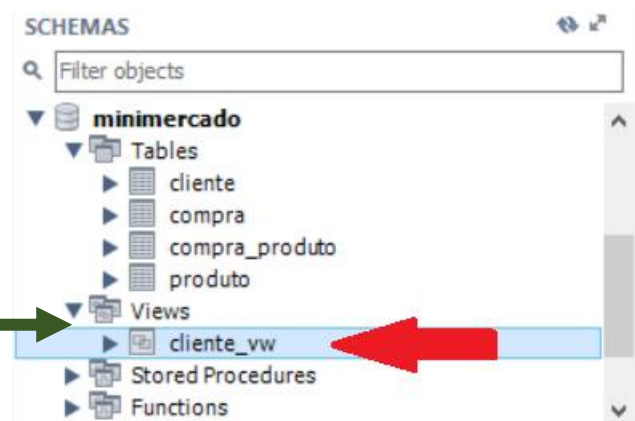 SCHEMAS
Filter objects
minimercado
Tables
cliente
compra
compra_produto
produto
Views
cliente_vw
Stored Procedures
Functions